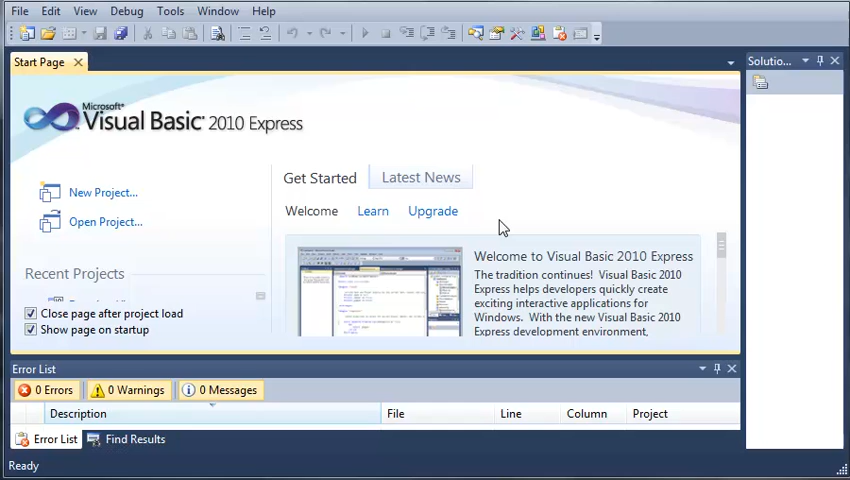 File Edit View Debug Tools Window Help
Start Page
Solutio...
Microsoft®
Visual Basic® 2010 Express
Get Started Latest News
New Project...
Welcome Learn Upgrade
Open Project...
Welcome to Visual Basic 2010 Express
The tradition continues! Visual Basic 2010
Express helps developers quickly create
exciting interactive applications for
Windows. With the new Visual Basic 2010
Express development environment,
Recent Projects
Close page after project load
Show page on startup
Error List
0 Errors 0 Warnings 0 Messages
Description File Line Column Project
Error List Find Results
Ready